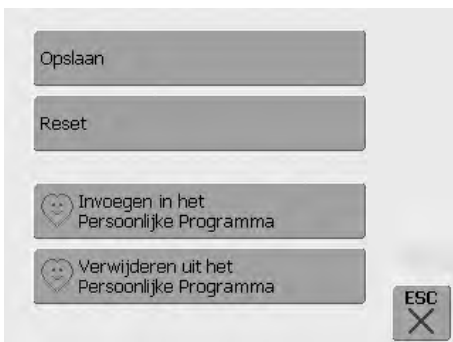 Opslaan
Reset
Invoegen in het
Persoonlijke Programma
Verwijderen uit het
Persoonlijke Programma
ESC